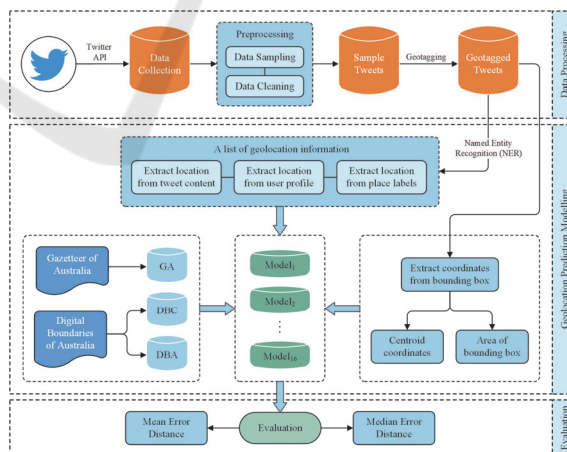 Twitter
API
Data
Collection
Preprocessing
Data Sampling
Data Cleaning
Sample
Tweets
Geotagging
Geotagged
Tweets
Data Processing
Named Entity
Recognition (NER)
A list of geolocation information
Extract location
from tweet content
Extract location
from user profile
Extract location
from place labels
Gazetteer of
Australia
GA
Digital
Boundaries
of Australia
DBC
DBA
Model1
Model2
⋮
Model16
Extract coordinates
from bounding box
Centroid
coordinates
Area of
bounding box
Geolocation Prediction Modelling
Mean Error
Distance
Evaluation
Median Error
Distance
Evaluation